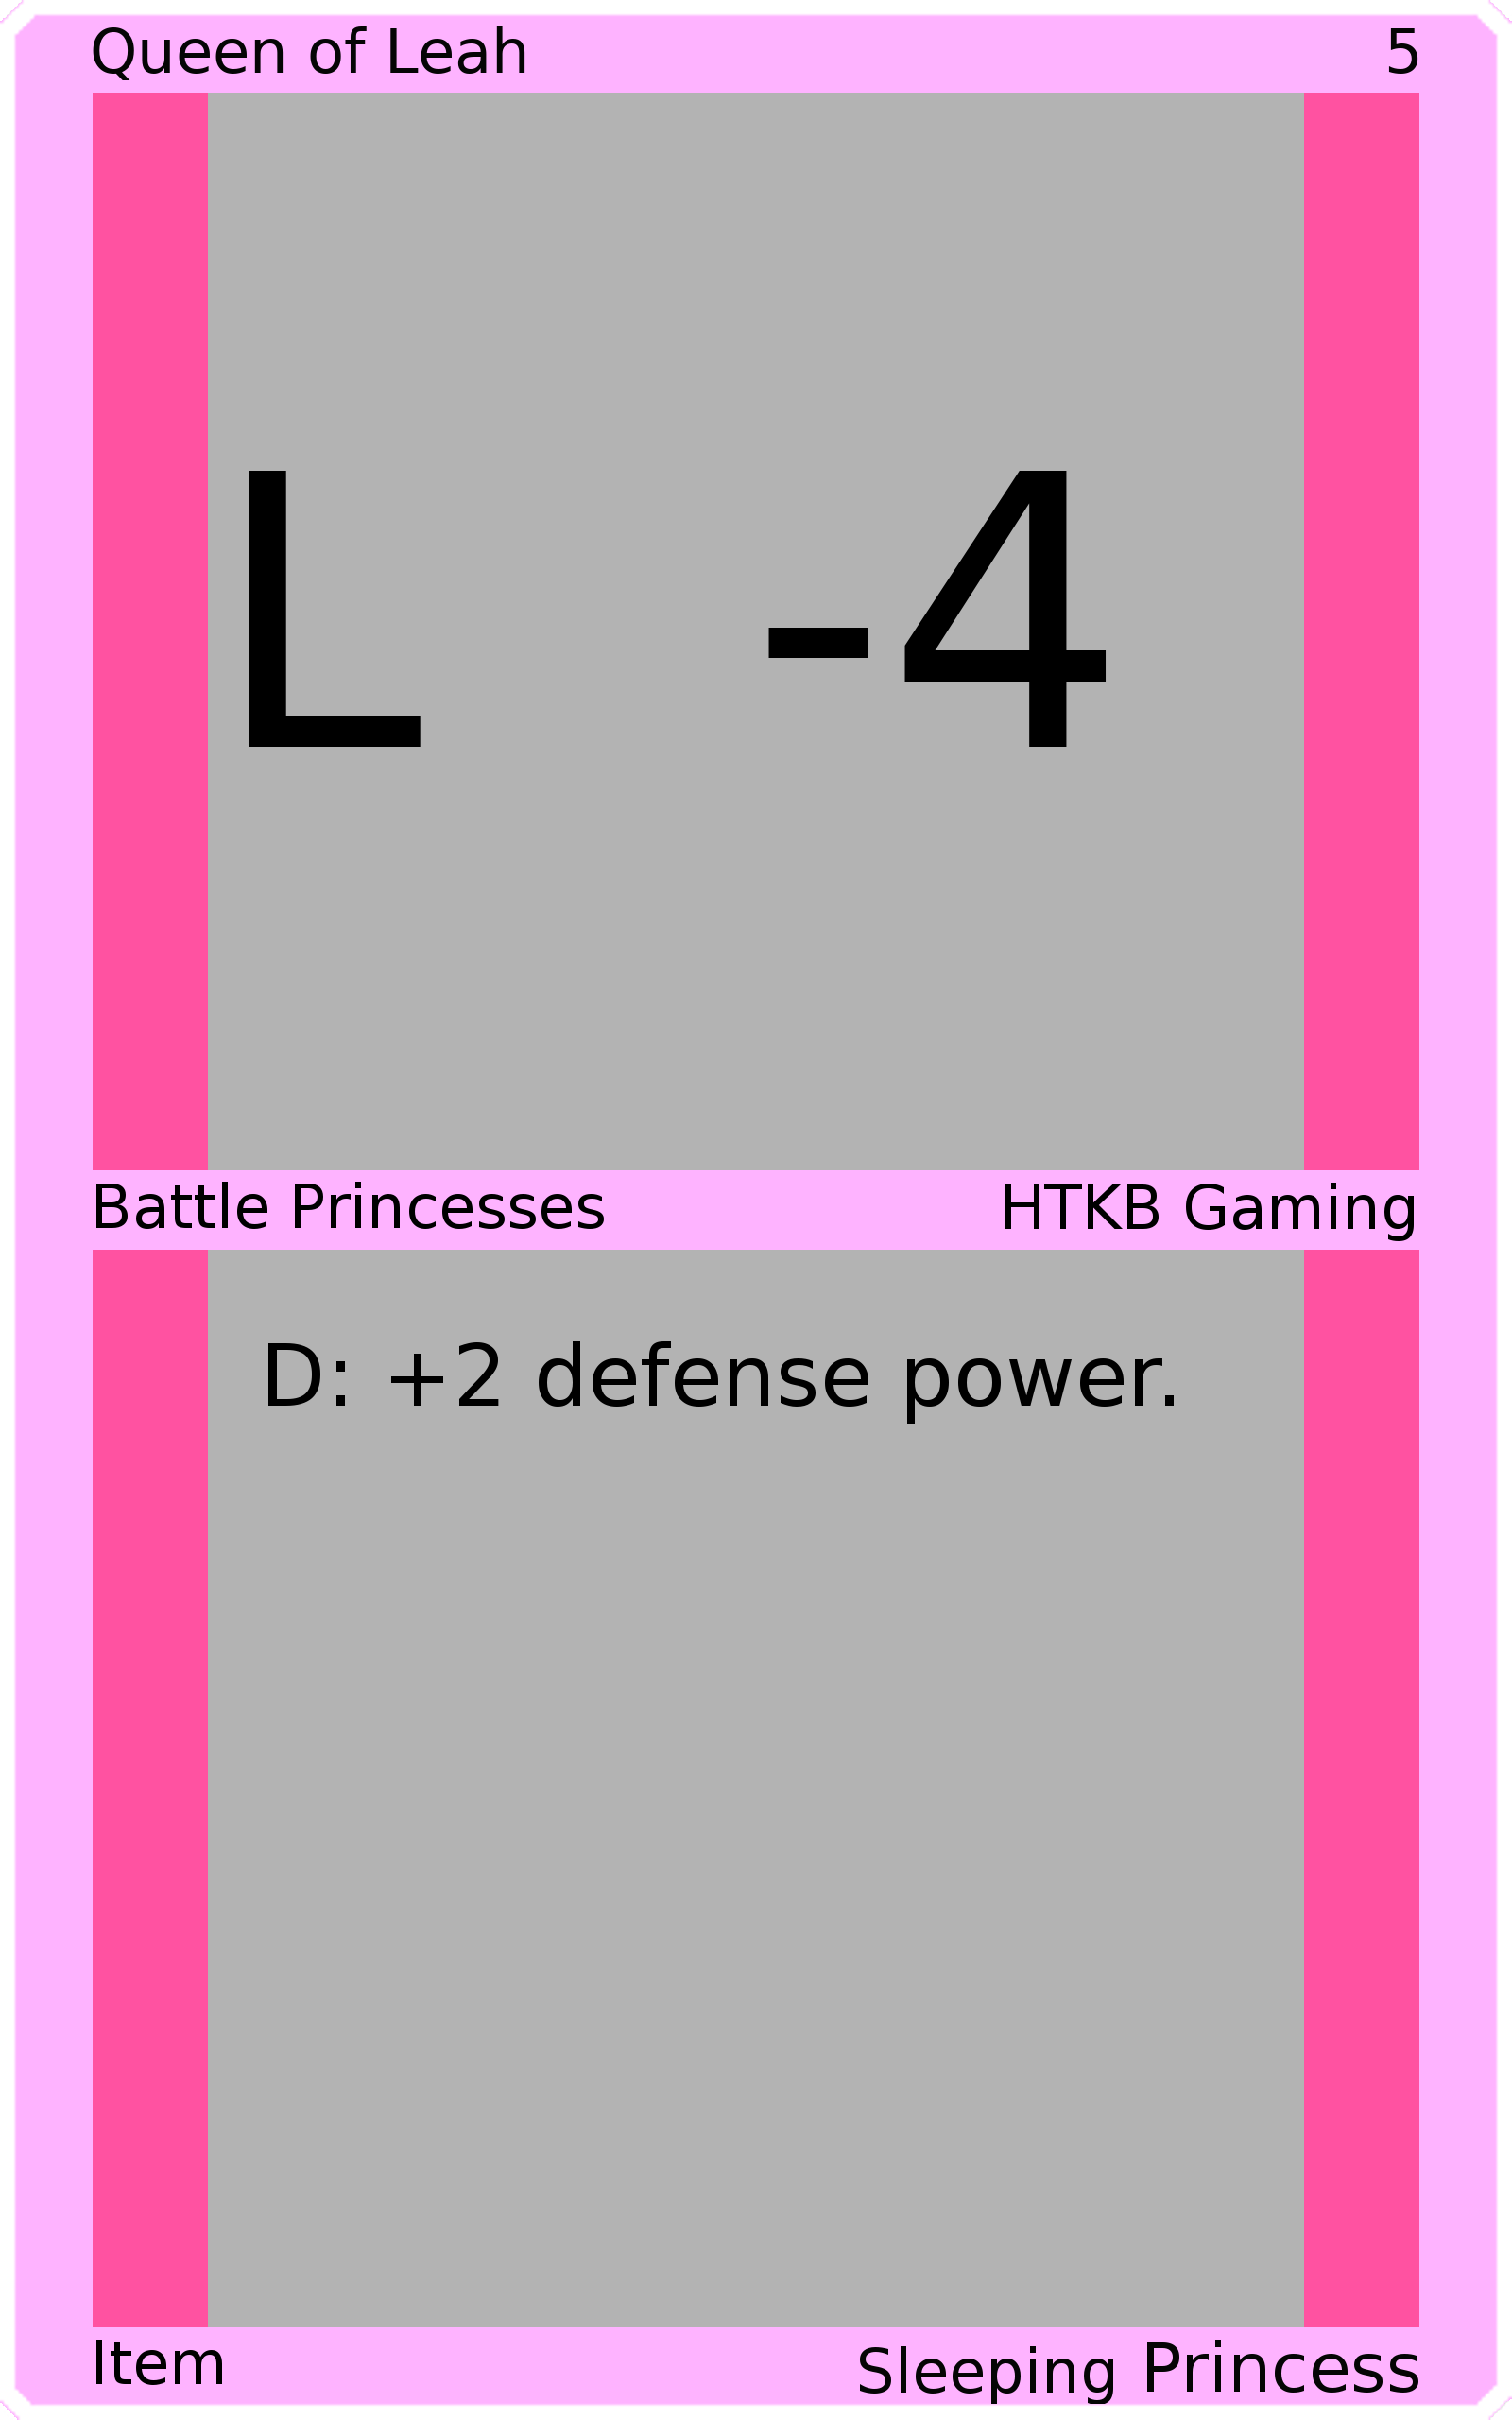 Queen of Leah 5
L -4
Battle Princesses HTKB Gaming
D: +2 defense power.
Item Sleeping Princess